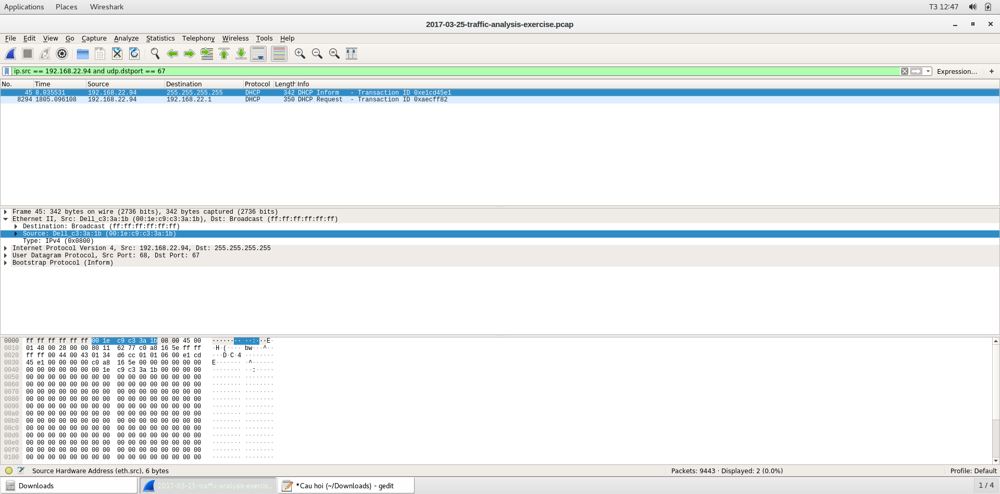 Applications Places Wireshark T3 12:47
2017-03-25-traffic-analysis-exercise.pcap
File Edit View Go Capture Analyze Statistics Telephony Wireless Tools Help
ip.src == 192.168.22.94 and udp.dstport == 67 Expression... +
No. Time Source Destination Protocol Length Info
45 8.035531 192.168.22.94 255.255.255.255 DHCP 342 DHCP Inform - Transaction ID 0xe1cd45e1
8294 1805.096108 192.168.22.94 192.168.22.1 DHCP 350 DHCP Request - Transaction ID 0xaecff82
Frame 45: 342 bytes on wire (2736 bits), 342 bytes captured (2736 bits)
Ethernet II, Src: Dell_c3:3a:1b (00:1e:c9:c3:3a:1b), Dst: Broadcast (ff:ff:ff:ff:ff:ff)
Destination: Broadcast (ff:ff:ff:ff:ff:ff)
Source: Dell_c3:3a:1b (00:1e:c9:c3:3a:1b)
Type: IPv4 (0x0800)
Internet Protocol Version 4, Src: 192.168.22.94, Dst: 255.255.255.255
User Datagram Protocol, Src Port: 68, Dst Port: 67
Bootstrap Protocol (Inform)
0000 ff ff ff ff ff ff 00 1e c9 c3 3a 1b 08 00 45 00 ········ ··:···E·
0010 01 48 00 28 00 00 80 11 62 77 c0 a8 16 5e ff ff ·H·(···· bw···^··
0020 ff ff 00 44 00 43 01 34 d6 cc 01 01 06 00 e1 cd ···D·C·4 ········
0030 45 e1 00 00 00 00 c0 a8 16 5e 00 00 00 00 00 00 E······· ·^······
0040 00 00 00 00 00 00 00 1e c9 c3 3a 1b 00 00 00 00 ········ ··:·····
0050 00 00 00 00 00 00 00 00 00 00 00 00 00 00 00 00 ········ ········
0060 00 00 00 00 00 00 00 00 00 00 00 00 00 00 00 00 ········ ········
0070 00 00 00 00 00 00 00 00 00 00 00 00 00 00 00 00 ········ ········
0080 00 00 00 00 00 00 00 00 00 00 00 00 00 00 00 00 ········ ········
0090 00 00 00 00 00 00 00 00 00 00 00 00 00 00 00 00 ········ ········
00a0 00 00 00 00 00 00 00 00 00 00 00 00 00 00 00 00 ········ ········
00b0 00 00 00 00 00 00 00 00 00 00 00 00 00 00 00 00 ········ ········
00c0 00 00 00 00 00 00 00 00 00 00 00 00 00 00 00 00 ········ ········
00d0 00 00 00 00 00 00 00 00 00 00 00 00 00 00 00 00 ········ ········
00e0 00 00 00 00 00 00 00 00 00 00 00 00 00 00 00 00 ········ ········
00f0 00 00 00 00 00 00 00 00 00 00 00 00 00 00 00 00 ········ ········
0100 00 00 00 00 00 00 00 00 00 00 00 00 00 00 00 00 ········ ········
Source Hardware Address (eth.src), 6 bytes Packets: 9443 · Displayed: 2 (0.0%) Profile: Default
Downloads 2017-03-25-traffic-analysis-exercis... *Cau hoi (~/Downloads) - gedit 1 / 4